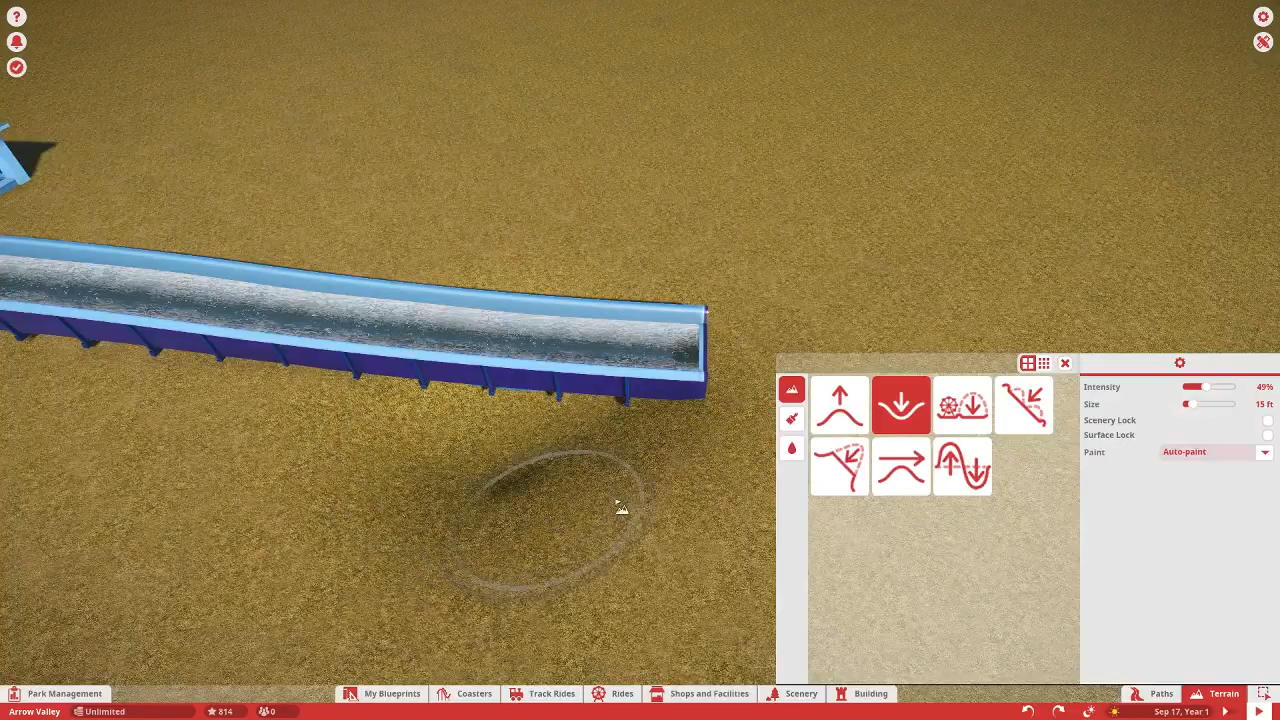 ?
Intensity 49%
Size 15 ft
Scenery Lock
Surface Lock
Paint Auto-paint
Park Management My Blueprints Coasters Track Rides Rides Shops and Facilities Scenery Building Paths Terrain
Arrow Valley Unlimited 814 0 Sep 17, Year 1